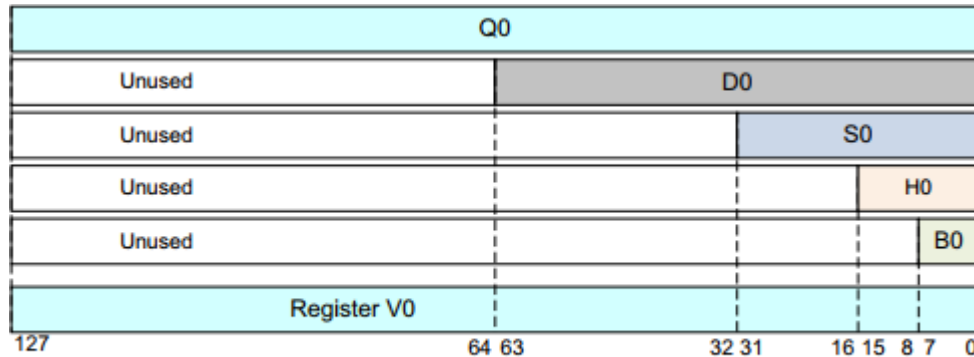 Q0
Unused D0
Unused S0
Unused H0
Unused B0
Register V0
127 64 63 32 31 16 15 8 7 0